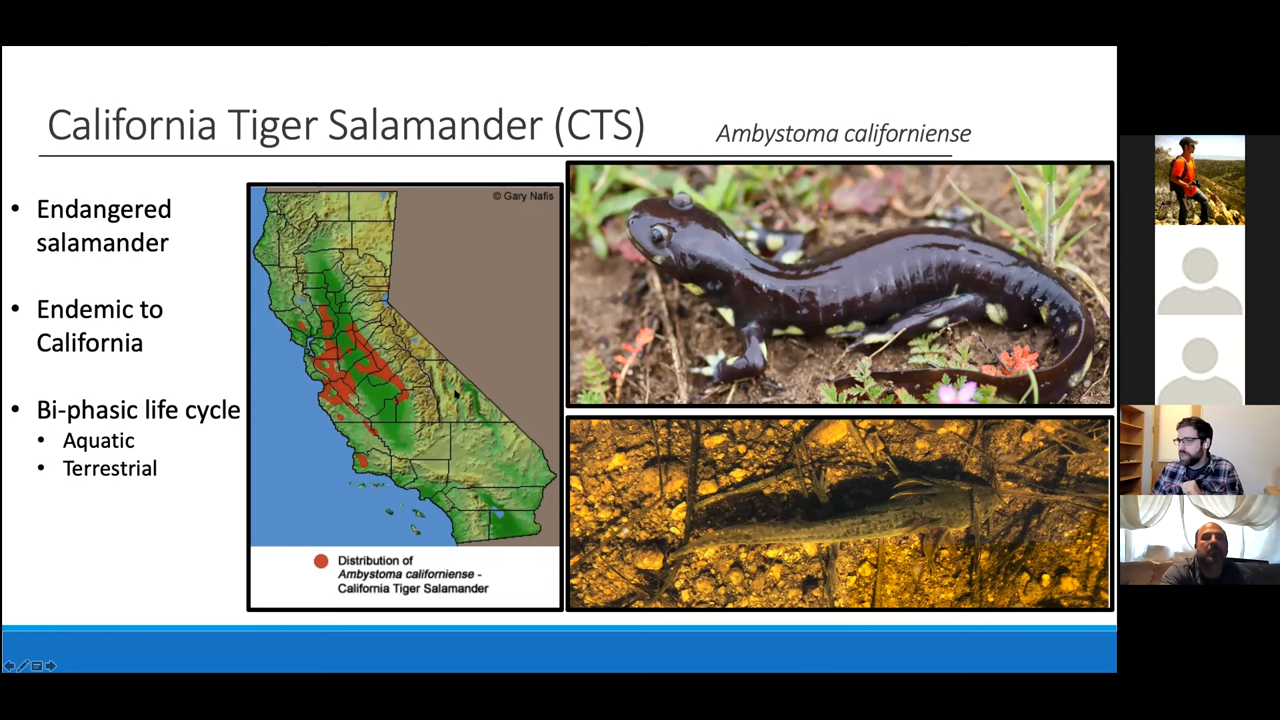 California Tiger Salamander (CTS)
Ambystoma californiense
• Endangered
salamander
• Endemic to
California
• Bi-phasic life cycle
• Aquatic
• Terrestrial
© Gary Nafis
Distribution of
Ambystoma californiense -
California Tiger Salamander